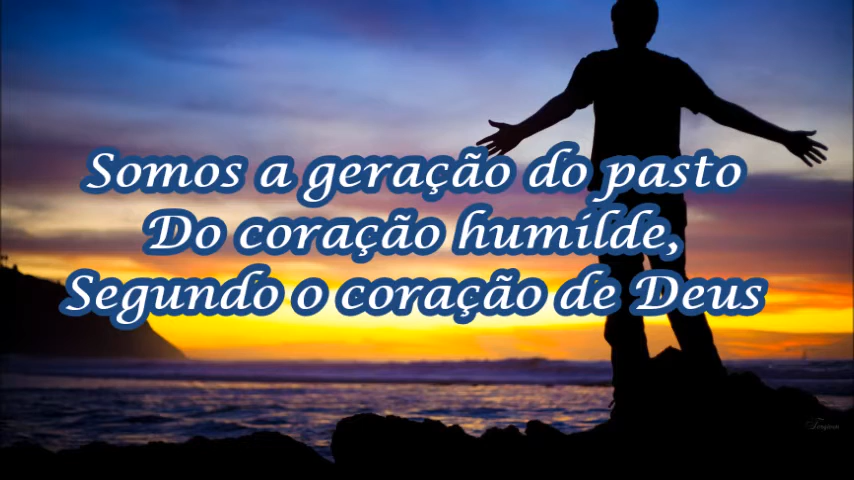 Somos a geração do pasto
Do coração humilde,
Segundo o coração de Deus